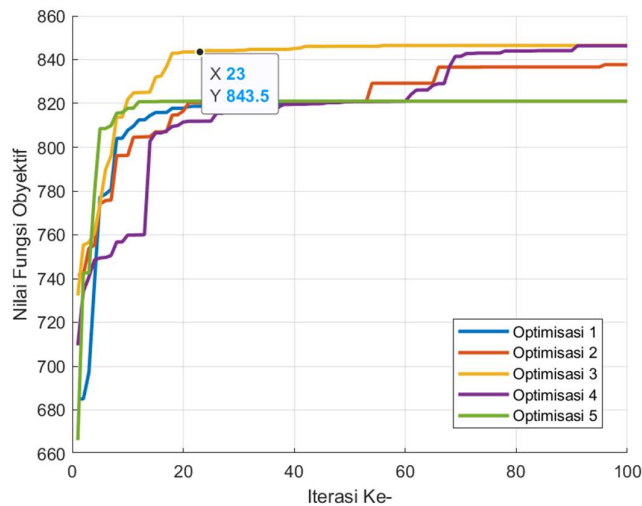 860
840
820
800
780
760
740
720
700
680
660
Nilai Fungsi Obyektif
X 23
Y 843.5
Optimisasi 1
Optimisasi 2
Optimisasi 3
Optimisasi 4
Optimisasi 5
0 20 40 60 80 100
Iterasi Ke-